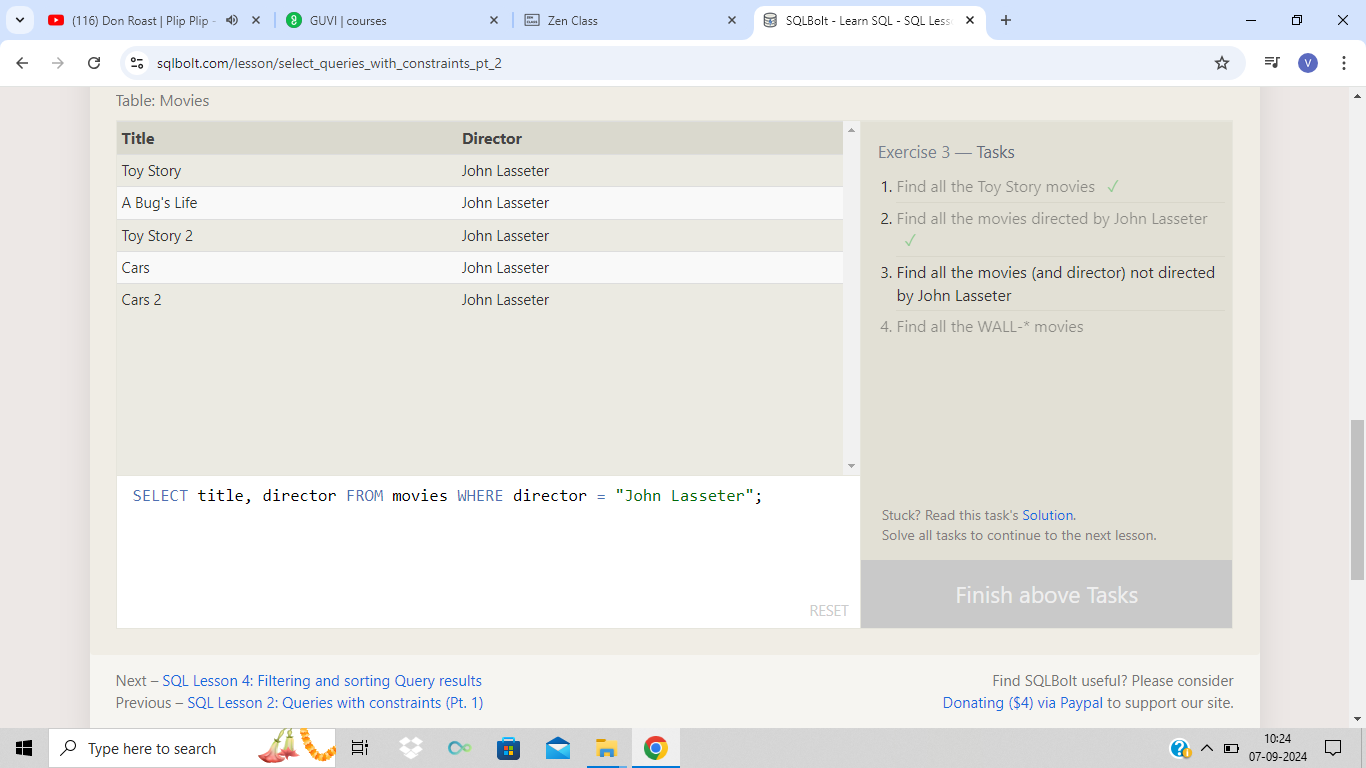 (116) Don Roast | Plip Plip -
GUVI | courses
Zen Class
SQLBolt - Learn SQL - SQL Less
sqlbolt.com/lesson/select_queries_with_constraints_pt_2
V
Table: Movies
Title Director
Toy Story John Lasseter
A Bug's Life John Lasseter
Toy Story 2 John Lasseter
Cars John Lasseter
Cars 2 John Lasseter
SELECT title, director FROM movies WHERE director = "John Lasseter";
RESET
Exercise 3 — Tasks
1. Find all the Toy Story movies ✓
2. Find all the movies directed by John Lasseter
✓
3. Find all the movies (and director) not directed
by John Lasseter
4. Find all the WALL-* movies
Stuck? Read this task's Solution.
Solve all tasks to continue to the next lesson.
Finish above Tasks
Next – SQL Lesson 4: Filtering and sorting Query results
Previous – SQL Lesson 2: Queries with constraints (Pt. 1)
Find SQLBolt useful? Please consider
Donating ($4) via Paypal to support our site.
Type here to search
10:24
07-09-2024